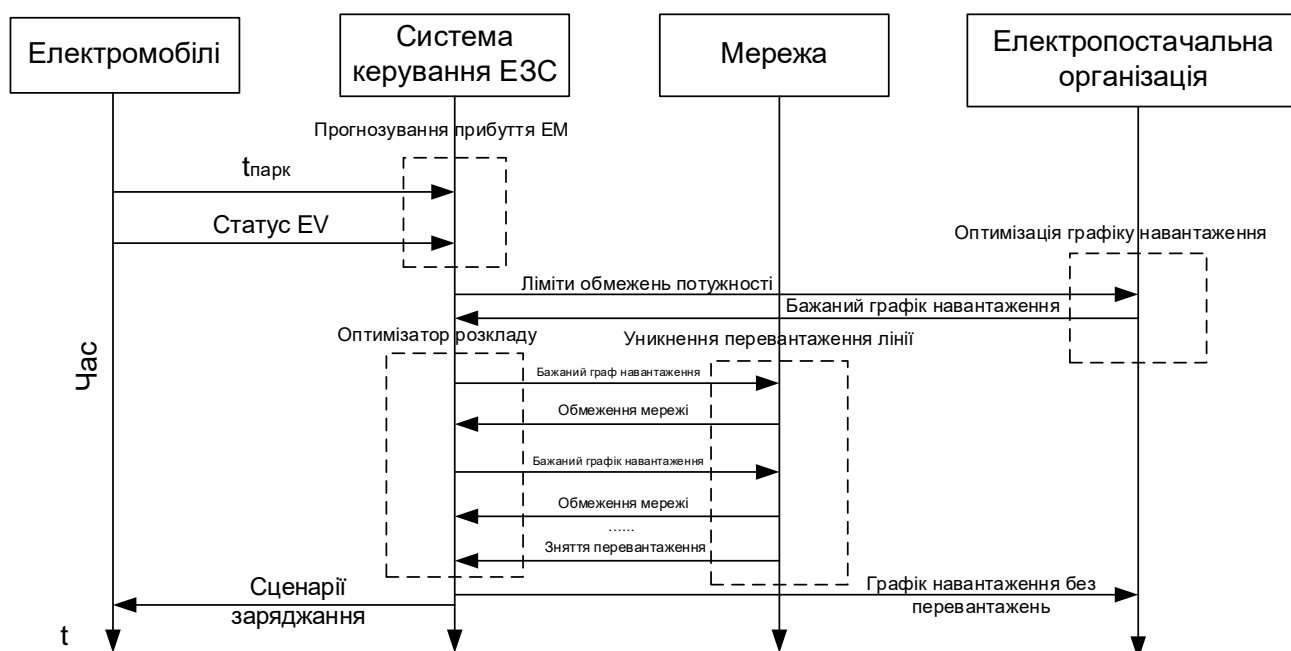 Електромобілі
Система
керування ЕЗС
Мережа
Електропостачальна
організація
Прогнозування прибуття ЕМ
tпарк
Статус EV
Оптимізація графіку навантаження
Ліміти обмежень потужності
Бажаний графік навантаження
Оптимізатор розкладу
Уникнення перевантаження лінії
Час
Бажаний граф навантаження
Обмеження мережі
Бажаний графік навантаження
Обмеження мережі
......
Зняття перевантаження
Сценарії
заряджання
Графік навантаження без
перевантажень
t